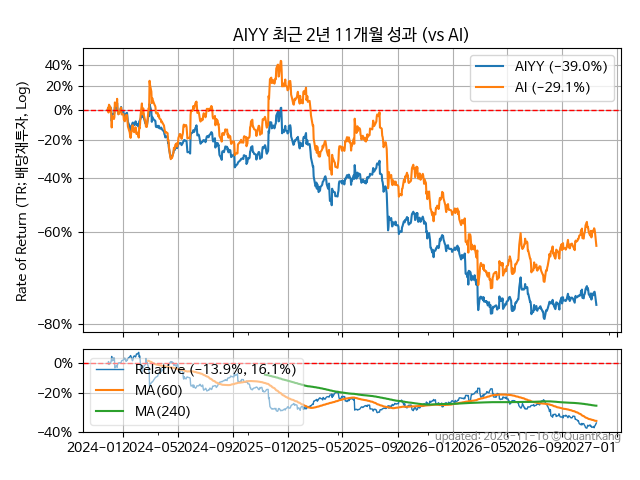 AIYY 최근 2년 11개월 성과 (vs AI)
Rate of Return (TR; 배당재투자, Log)
40%
20%
0%
−20%
−40%
−60%
−80%
AIYY (−39.0%)
AI (−29.1%)
0%
−20%
−40%
Relative (−13.9%, 16.1%)
MA(60)
MA(240)
2024−01 2024−05 2024−09 2025−01 2025−05 2025−09 2026−01 2026−05 2026−09 2027−01
updated: 2026−11−16 © QuantKang